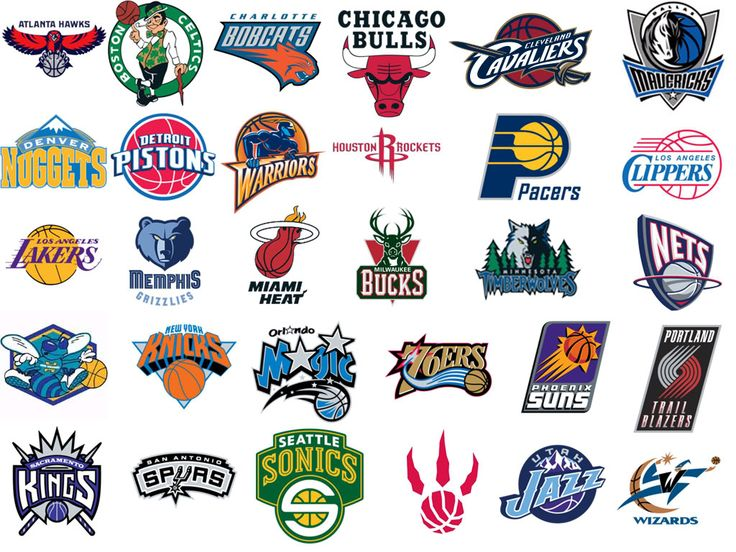 ATLANTA HAWKS
BOSTON CELTICS
CHARLOTTE
BOBCATS
CHICAGO
BULLS
CLEVELAND
CAVALIERS
DALLAS
MAVERICKS
DENVER
NUGGETS
DETROIT
PISTONS
WARRIORS
HOUSTON ROCKETS
Pacers
LOS ANGELES
CLIPPERS
LOS ANGELES
LAKERS
MEMPHIS
GRIZZLIES
MIAMI
HEAT
MILWAUKEE
BUCKS
MINNESOTA
TIMBERWOLVES
NETS
NEW YORK
KNICKS
Orlando
Magic
76ERS
PHOENIX
SUNS
PORTLAND
TRAIL
BLAZERS
SACRAMENTO
KINGS
SAN ANTONIO
SPURS
SEATTLE
SONICS
UTAH
JAZZ
WIZARDS